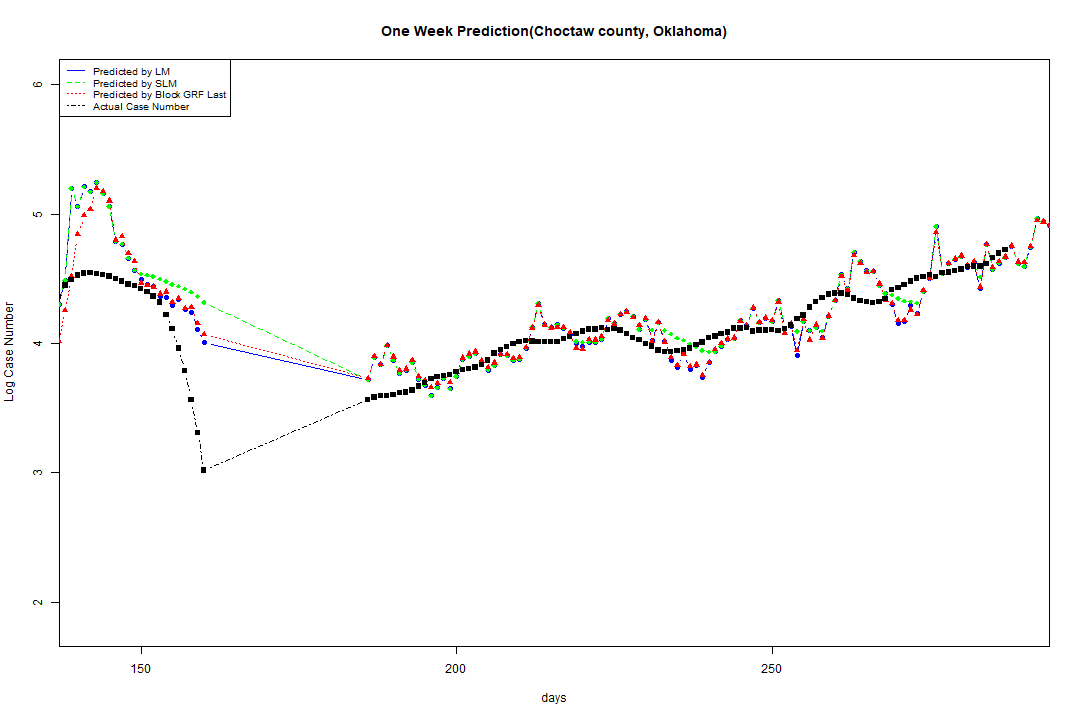 One Week Prediction(Choctaw county, Oklahoma)
Predicted by LM
Predicted by SLM
Predicted by Block GRF Last
Actual Case Number
6
5
4
3
2
Log Case Number
150
200
250
days